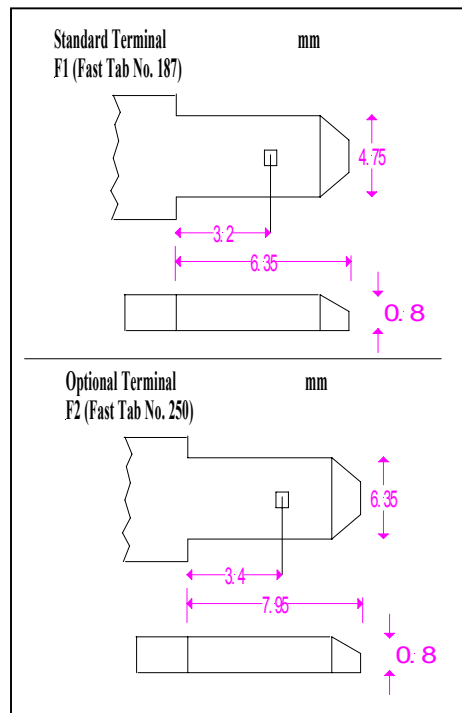 Standard Terminal mm
F1 (Fast Tab No. 187)
4.75
3.2
6.35
0.8
Optional Terminal mm
F2 (Fast Tab No. 250)
6.35
3.4
7.95
0.8